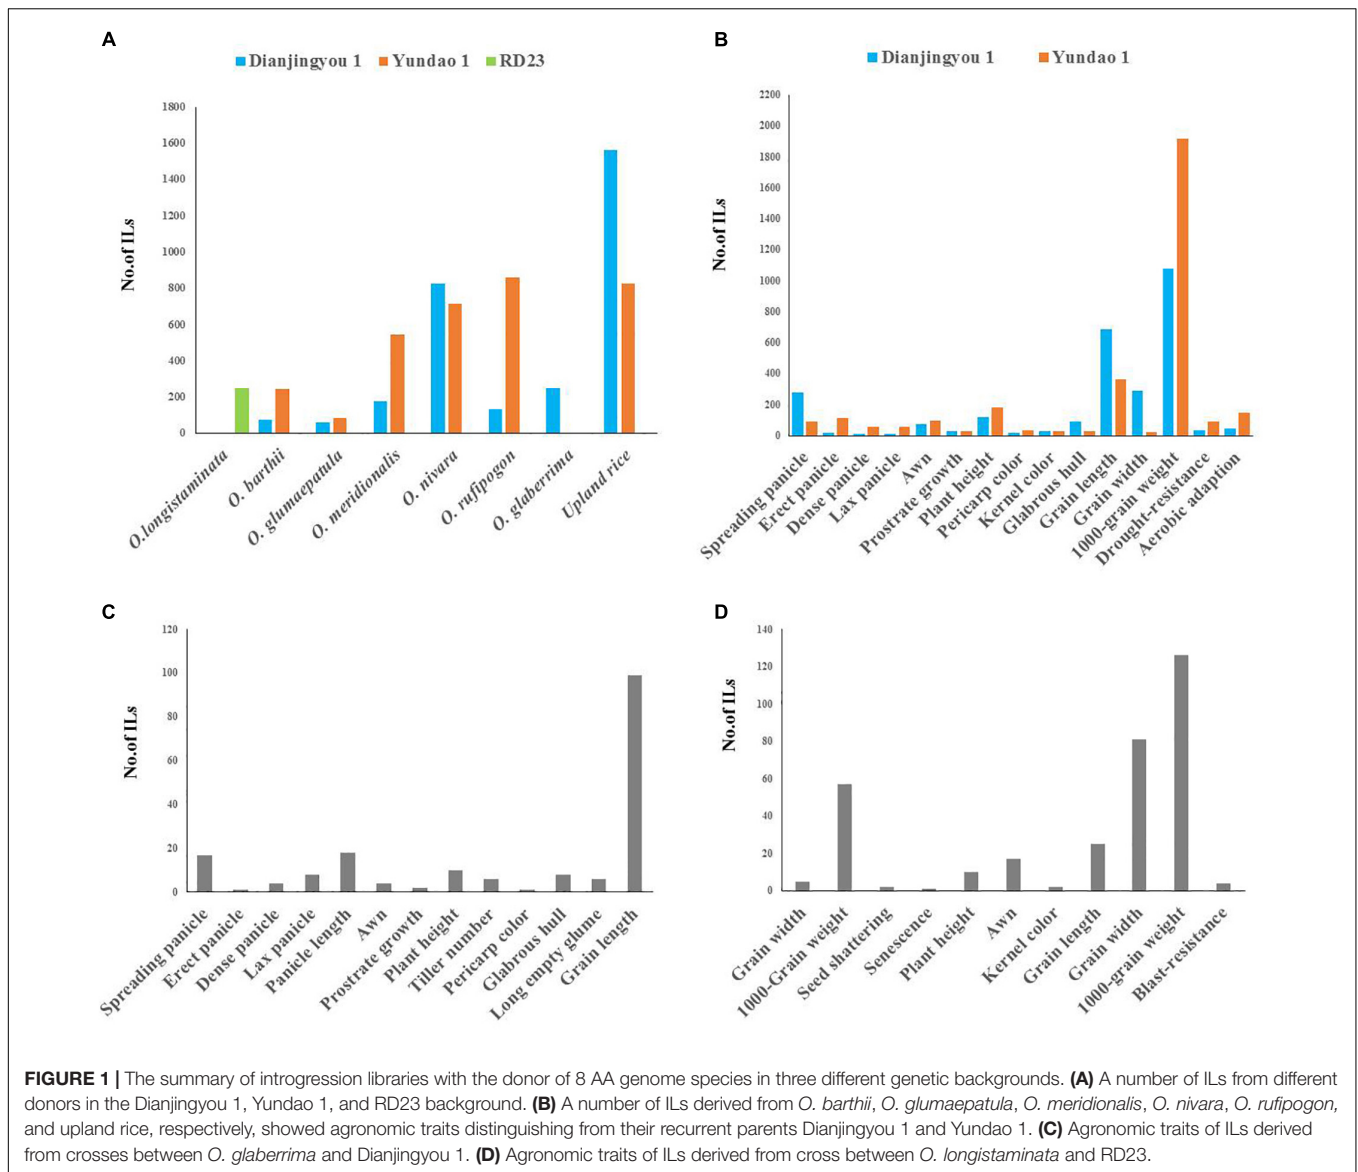 A
Dianjingyou 1 Yundao 1 RD23
No.of ILs
1800
1600
1400
1200
1000
800
600
400
200
0
O.longistaminata
O. barthii
O. glumaepatula
O. meridionalis
O. nivara
O. rufipogon
O. glaberrima
Upland rice
B
Dianjingyou 1 Yundao 1
No.of ILs
2200
2000
1800
1600
1400
1200
1000
800
600
400
200
0
Spreading panicle
Erect panicle
Dense panicle
Lax panicle
Awn
Prostrate growth
Plant height
Pericarp color
Kernel color
Glabrous hull
Grain length
Grain width
1000-grain weight
Drought-resistance
Aerobic adaption
C
No.of ILs
120
100
80
60
40
20
0
Spreading panicle
Erect panicle
Dense panicle
Lax panicle
Panicle length
Awn
Prostrate growth
Plant height
Tiller number
Pericarp color
Glabrous hull
Long empty glume
Grain length
D
No.of ILs
140
120
100
80
60
40
20
0
Grain width
1000-Grain weight
Seed shattering
Senescence
Plant height
Awn
Kernel color
Grain length
Grain width
1000-grain weight
Blast-resistance
FIGURE 1 | The summary of introgression libraries with the donor of 8 AA genome species in three different genetic backgrounds. (A) A number of ILs from different
donors in the Dianjingyou 1, Yundao 1, and RD23 background. (B) A number of ILs derived from O. barthii, O. glumaepatula, O. meridionalis, O. nivara, O. rufipogon,
and upland rice, respectively, showed agronomic traits distinguishing from their recurrent parents Dianjingyou 1 and Yundao 1. (C) Agronomic traits of ILs derived
from crosses between O. glaberrima and Dianjingyou 1. (D) Agronomic traits of ILs derived from cross between O. longistaminata and RD23.